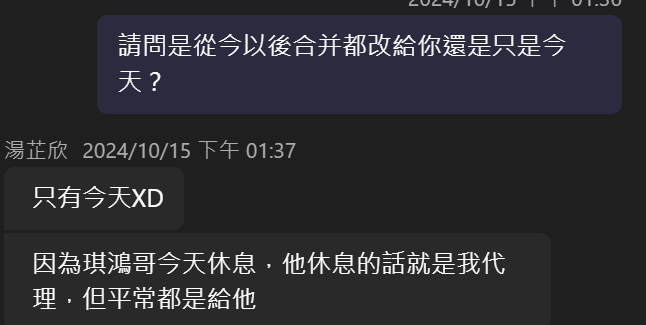 請問是從今以後合并都改給你還是只是今
天？
湯芷欣 2024/10/15 下午 01:37
只有今天XD
因為琪鴻哥今天休息，他休息的話就是我代
理，但平常都是給他